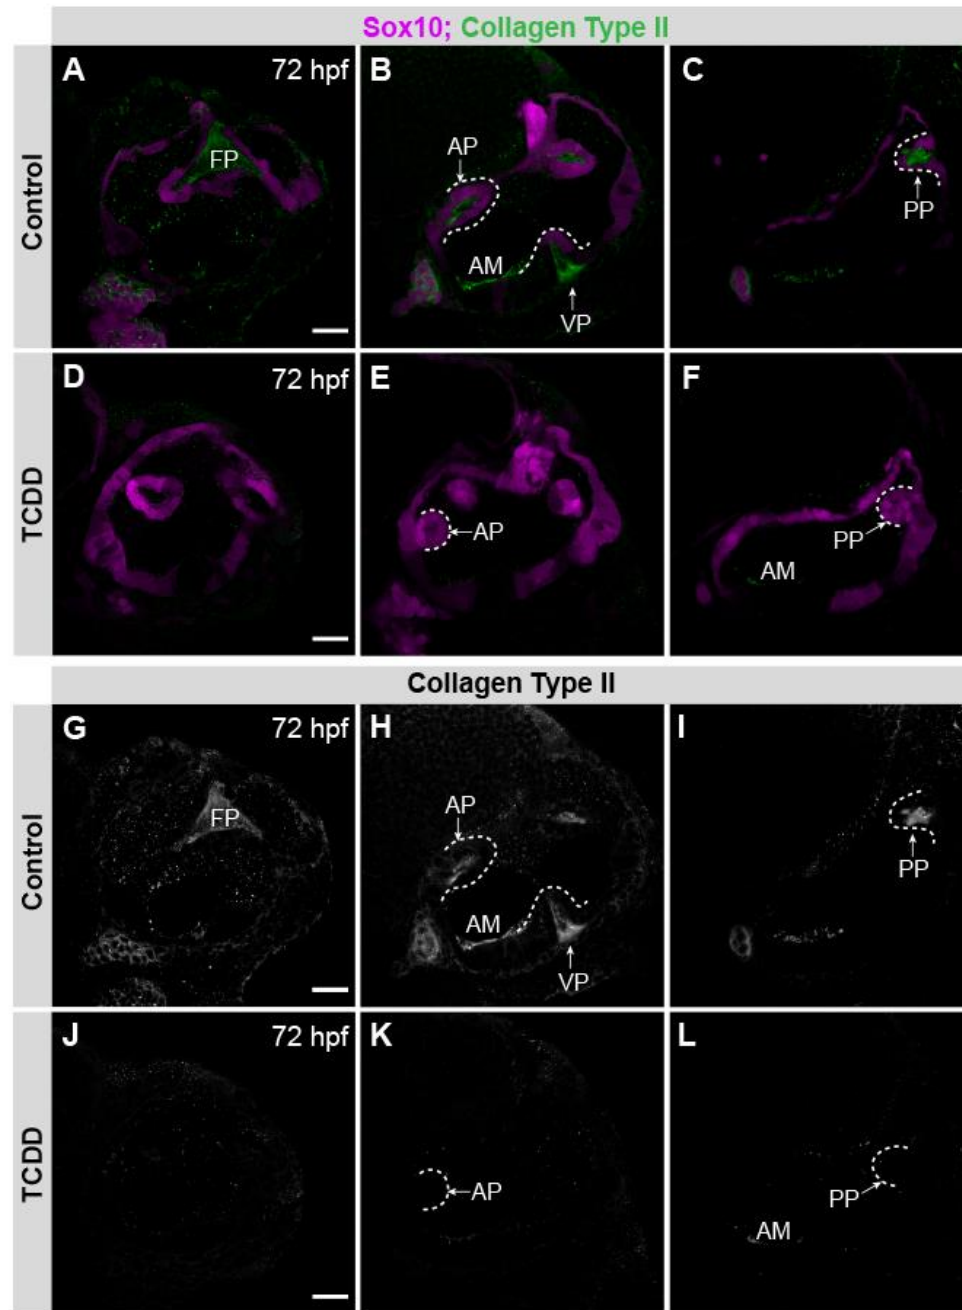 Sox10; Collagen Type II
Control
A
72 hpf
FP
B
AP
AM
VP
C
PP
TCDD
D
72 hpf
E
AP
F
PP
AM
Collagen Type II
Control
G
72 hpf
FP
H
AP
AM
VP
I
PP
TCDD
J
72 hpf
K
AP
L
PP
AM